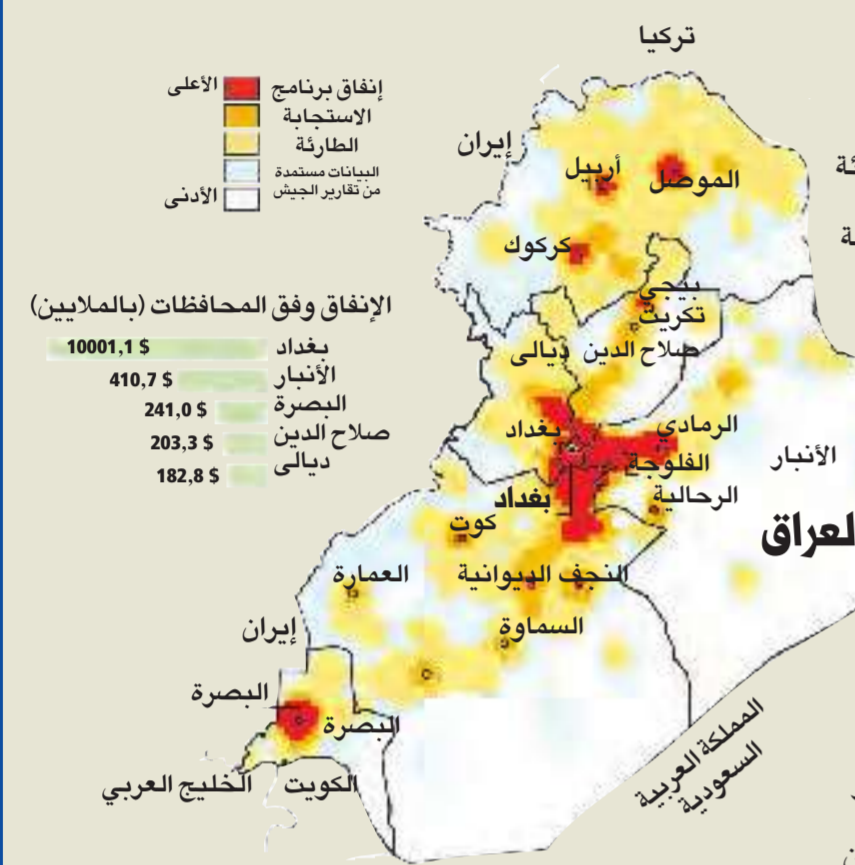 تركيا
إنفاق برنامج
الاستجابة
الطارئة
البيانات مستمدة
من تقارير الجيش
الأعلى
الأدنى
إيران
أربيل
الموصل
كركوك
بيجي
تكريت
صلاح الدين
ديالى
الإنفاق وفق المحافظات (بالملايين)
بغداد 10001,1 $
الأنبار 410,7 $
البصرة 241,0 $
صلاح الدين 203,3 $
ديالى 182,8 $
الرمادي
بغداد
الفلوجة
الأنبار
الرحالية
بغداد
كوت
لعراق
النجف
الديوانية
العمارة
السماوة
إيران
البصرة
البصرة
المملكة العربية
السعودية
الكويت
الخليج العربي